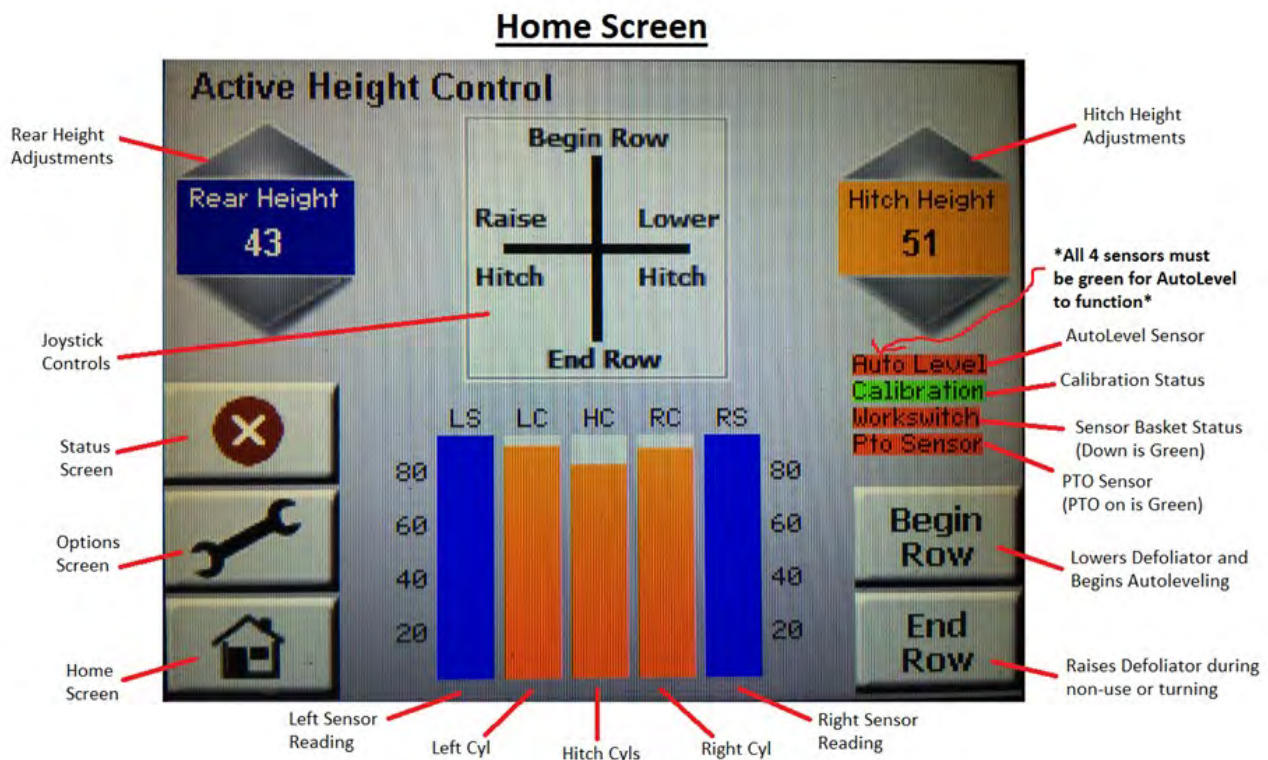 Home Screen
Active Height Control
Rear Height
Adjustments
Rear Height
43
Begin Row
Raise Lower
Hitch Hitch
End Row
Hitch Height
Adjustments
Hitch Height
51
*All 4 sensors must
be green for AutoLevel
to function*
Joystick
Controls
Auto Level
Calibration
Workswitch
Pto Sensor
AutoLevel Sensor
Calibration Status
Sensor Basket Status
(Down is Green)
PTO Sensor
(PTO on is Green)
Status
Screen
Options
Screen
Home
Screen
LS LC HC RC RS
80 80
60 60
40 40
20 20
Begin
Row
Lowers Defoliator and
Begins Autoleveling
End
Row
Raises Defoliator during
non-use or turning
Left Sensor
Reading
Left Cyl
Hitch Cyls
Right Cyl
Right Sensor
Reading